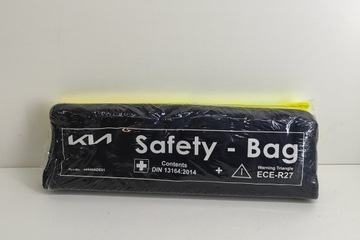 KIA Safety - Bag
Contents
DIN 13164:2014
+
Warning Triangle
ECE-R27